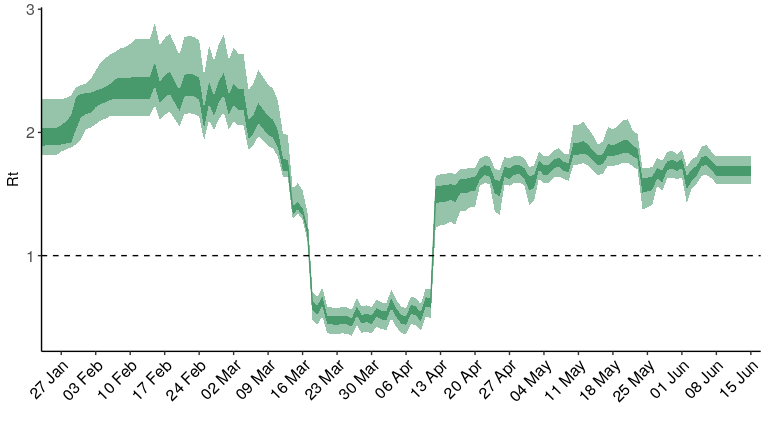 3
2
1
Rt
27 Jan
03 Feb
10 Feb
17 Feb
24 Feb
02 Mar
09 Mar
16 Mar
23 Mar
30 Mar
06 Apr
13 Apr
20 Apr
27 Apr
04 May
11 May
18 May
25 May
01 Jun
08 Jun
15 Jun